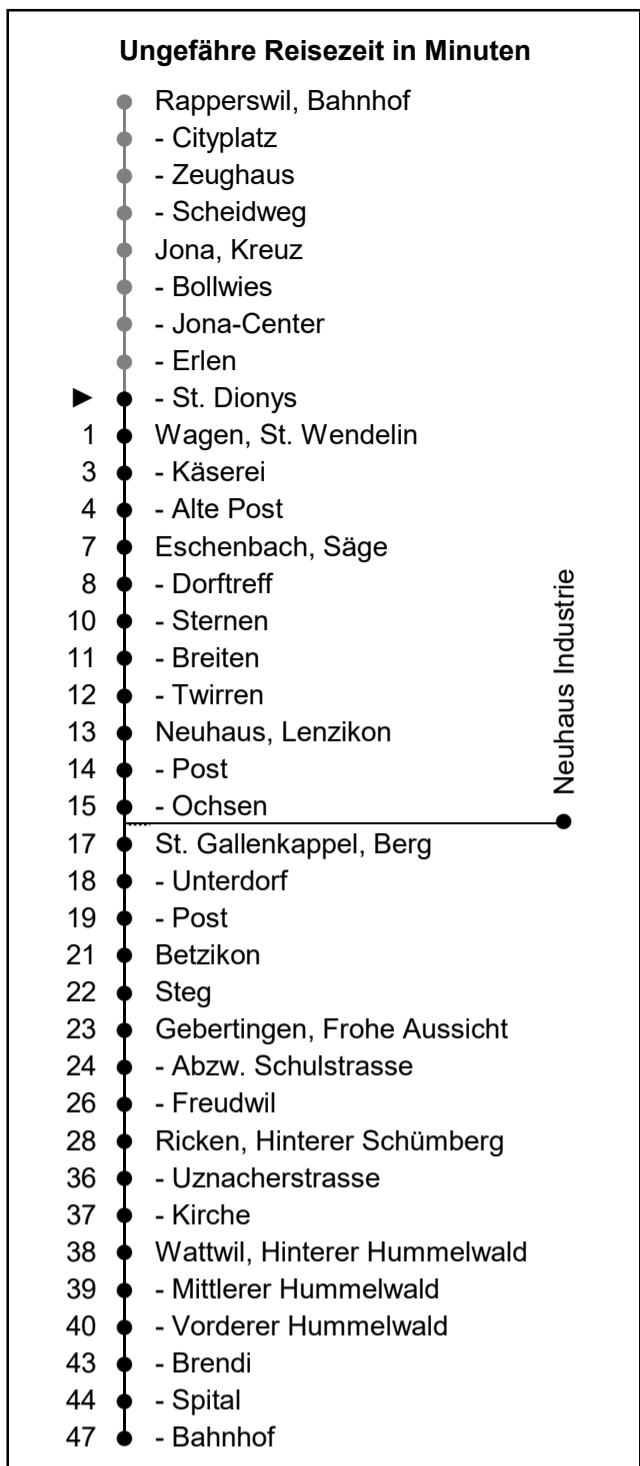 Ungefähre Reisezeit in Minuten
Rapperswil, Bahnhof
- Cityplatz
- Zeughaus
- Scheidweg
Jona, Kreuz
- Bollwies
- Jona-Center
- Erlen
► - St. Dionys
1 Wagen, St. Wendelin
3 - Käserei
4 - Alte Post
7 Eschenbach, Säge
8 - Dorftreff
10 - Sternen
11 - Breiten
12 - Twirren
13 Neuhaus, Lenzikon
14 - Post
15 - Ochsen
Neuhaus Industrie
17 St. Gallenkappel, Berg
18 - Unterdorf
19 - Post
21 Betzikon
22 Steg
23 Gebertingen, Frohe Aussicht
24 - Abzw. Schulstrasse
26 - Freudwil
28 Ricken, Hinterer Schümberg
36 - Uznacherstrasse
37 - Kirche
38 Wattwil, Hinterer Hummelwald
39 - Mittlerer Hummelwald
40 - Vorderer Hummelwald
43 - Brendi
44 - Spital
47 - Bahnhof